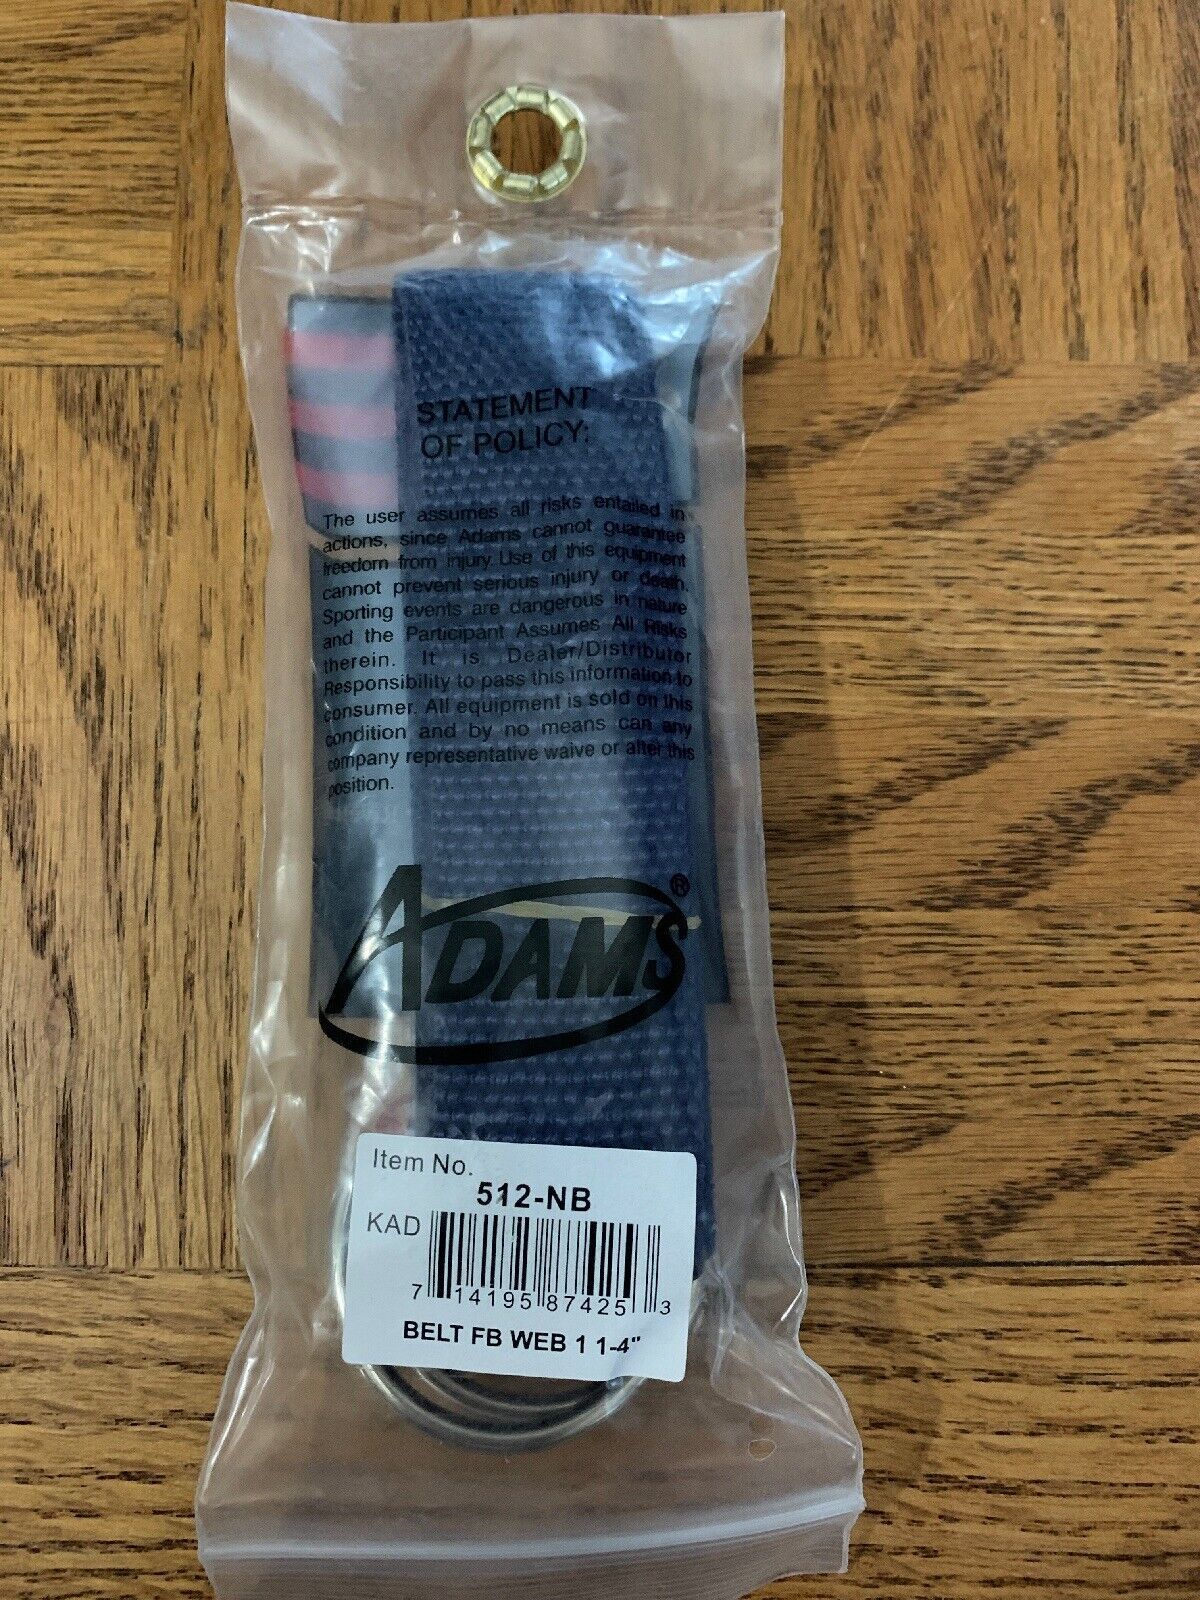 STATEMENT
OF POLICY:
The user assumes all risks entailed in
actions, since Adams cannot guarantee
freedom from injury. Use of this equipment
cannot prevent serious injury or death.
Sporting events are dangerous in nature
and the Participant Assumes All Risks
therein. It is Dealer/Distributor
Responsibility to pass this information to
consumer. All equipment is sold on this
condition and by no means can any
company representative waive or alter this
position.
ADAMS®
Item No.
512-NB
KAD
7 14195 87425 3
BELT FB WEB 1 1-4"